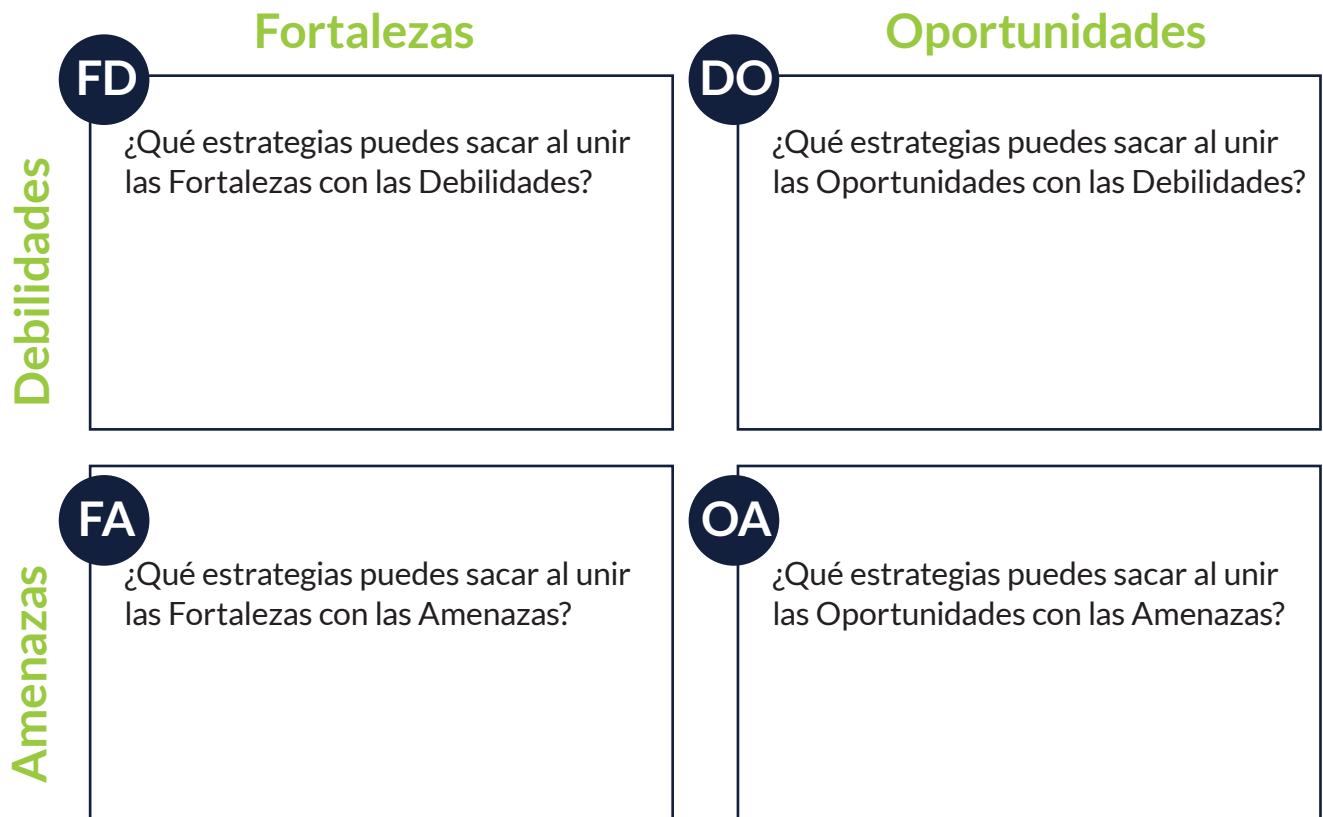 Fortalezas
Oportunidades
Debilidades
FD
¿Qué estrategias puedes sacar al unir
las Fortalezas con las Debilidades?
DO
¿Qué estrategias puedes sacar al unir
las Oportunidades con las Debilidades?
Amenazas
FA
¿Qué estrategias puedes sacar al unir
las Fortalezas con las Amenazas?
OA
¿Qué estrategias puedes sacar al unir
las Oportunidades con las Amenazas?